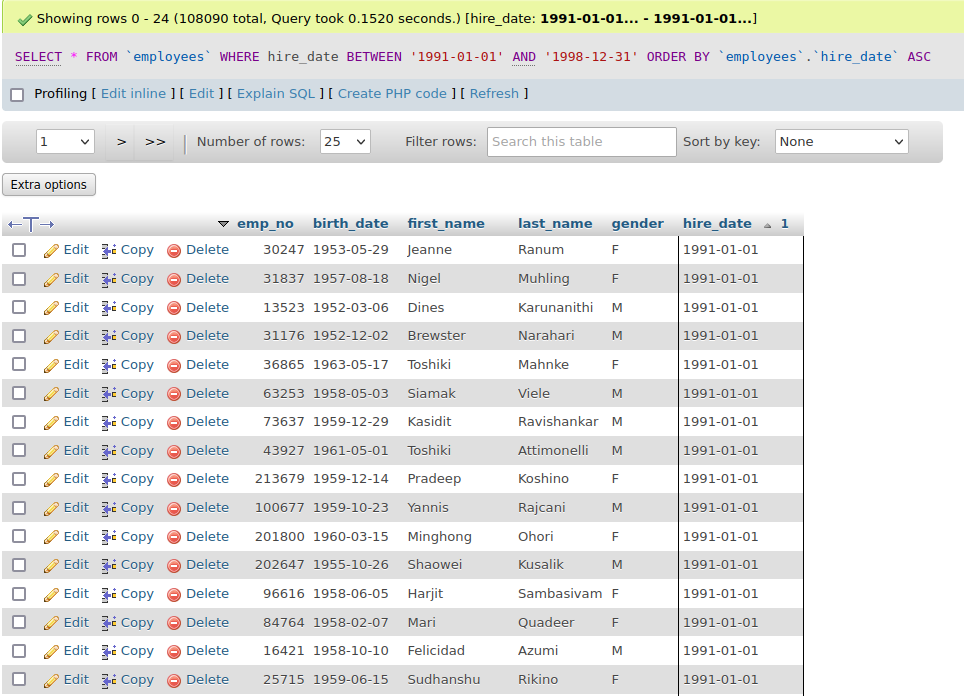 Showing rows 0 - 24 (108090 total, Query took 0.1520 seconds.) [hire_date: 1991-01-01... - 1991-01-01...]
SELECT * FROM `employees` WHERE hire_date BETWEEN '1991-01-01' AND '1998-12-31' ORDER BY `employees`.`hire_date` ASC
Profiling [ Edit inline ] [ Edit ] [ Explain SQL ] [ Create PHP code ] [ Refresh ]
1 > >> Number of rows: 25 Filter rows: Search this table Sort by key: None
Extra options
emp_no birth_date first_name last_name gender hire_date 1
Edit Copy Delete 30247 1953-05-29 Jeanne Ranum F 1991-01-01
Edit Copy Delete 31837 1957-08-18 Nigel Muhling F 1991-01-01
Edit Copy Delete 13523 1952-03-06 Dines Karunanithi M 1991-01-01
Edit Copy Delete 31176 1952-12-02 Brewster Narahari M 1991-01-01
Edit Copy Delete 36865 1963-05-17 Toshiki Mahnke F 1991-01-01
Edit Copy Delete 63253 1958-05-03 Siamak Viele M 1991-01-01
Edit Copy Delete 73637 1959-12-29 Kasidit Ravishankar M 1991-01-01
Edit Copy Delete 43927 1961-05-01 Toshiki Attimonelli M 1991-01-01
Edit Copy Delete 213679 1959-12-14 Pradeep Koshino F 1991-01-01
Edit Copy Delete 100677 1959-10-23 Yannis Rajcani M 1991-01-01
Edit Copy Delete 201800 1960-03-15 Minghong Ohori F 1991-01-01
Edit Copy Delete 202647 1955-10-26 Shaowei Kusalik M 1991-01-01
Edit Copy Delete 96616 1958-06-05 Harjit Sambasivam F 1991-01-01
Edit Copy Delete 84764 1958-02-07 Mari Quadeer F 1991-01-01
Edit Copy Delete 16421 1958-10-10 Felicidad Azumi M 1991-01-01
Edit Copy Delete 25715 1959-06-15 Sudhanshu Rikino F 1991-01-01